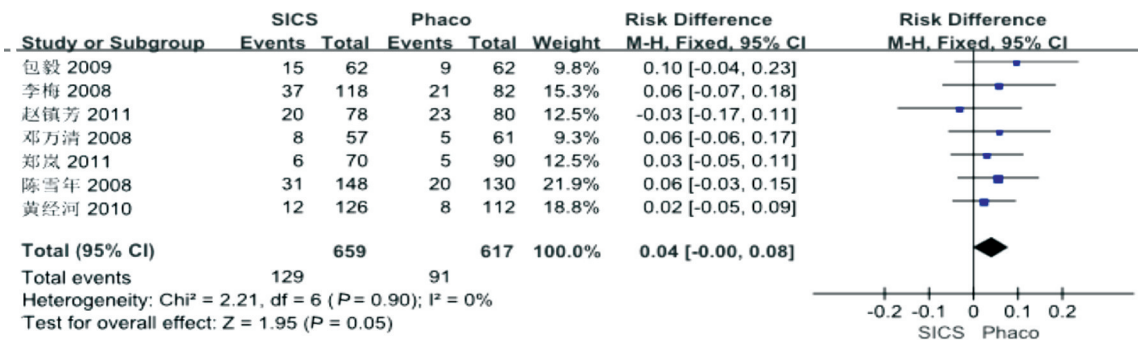 SICS Phaco Risk Difference Risk Difference
Study or Subgroup Events Total Events Total Weight M-H, Fixed, 95% CI M-H, Fixed, 95% CI
包毅 2009 15 62 9 62 9.8% 0.10 [-0.04, 0.23]
李梅 2008 37 118 21 82 15.3% 0.06 [-0.07, 0.18]
赵镇芳 2011 20 78 23 80 12.5% -0.03 [-0.17, 0.11]
邓万清 2008 8 57 5 61 9.3% 0.06 [-0.06, 0.17]
郑岚 2011 6 70 5 90 12.5% 0.03 [-0.05, 0.11]
陈雪年 2008 31 148 20 130 21.9% 0.06 [-0.03, 0.15]
黄经河 2010 12 126 8 112 18.8% 0.02 [-0.05, 0.09]
Total (95% CI) 659 617 100.0% 0.04 [-0.00, 0.08]
Total events 129 91
Heterogeneity: Chi² = 2.21, df = 6 (P = 0.90); I² = 0%
Test for overall effect: Z = 1.95 (P = 0.05)
-0.2 -0.1 0 0.1 0.2
SICS Phaco